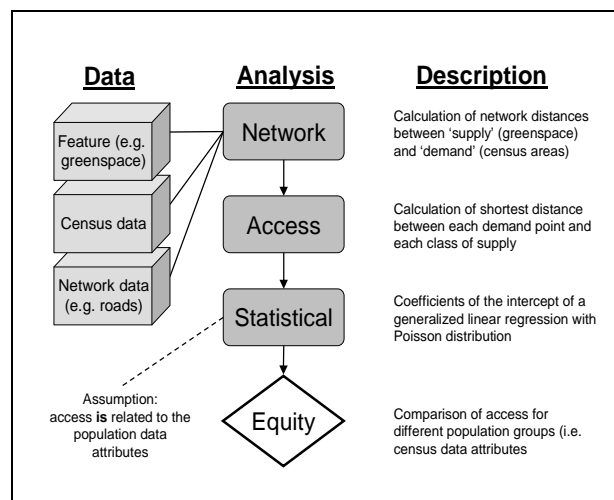 Data
Analysis
Description
Feature (e.g.
greenspace)
Network
Calculation of network distances
between ‘supply’ (greenspace)
and ‘demand’ (census areas)
Census data
Access
Calculation of shortest distance
between each demand point and
each class of supply
Network data
(e.g. roads)
Statistical
Coefficients of the intercept of a
generalized linear regression with
Poisson distribution
Assumption:
access is related to the
population data
attributes
Equity
Comparison of access for
different population groups (i.e.
census data attributes